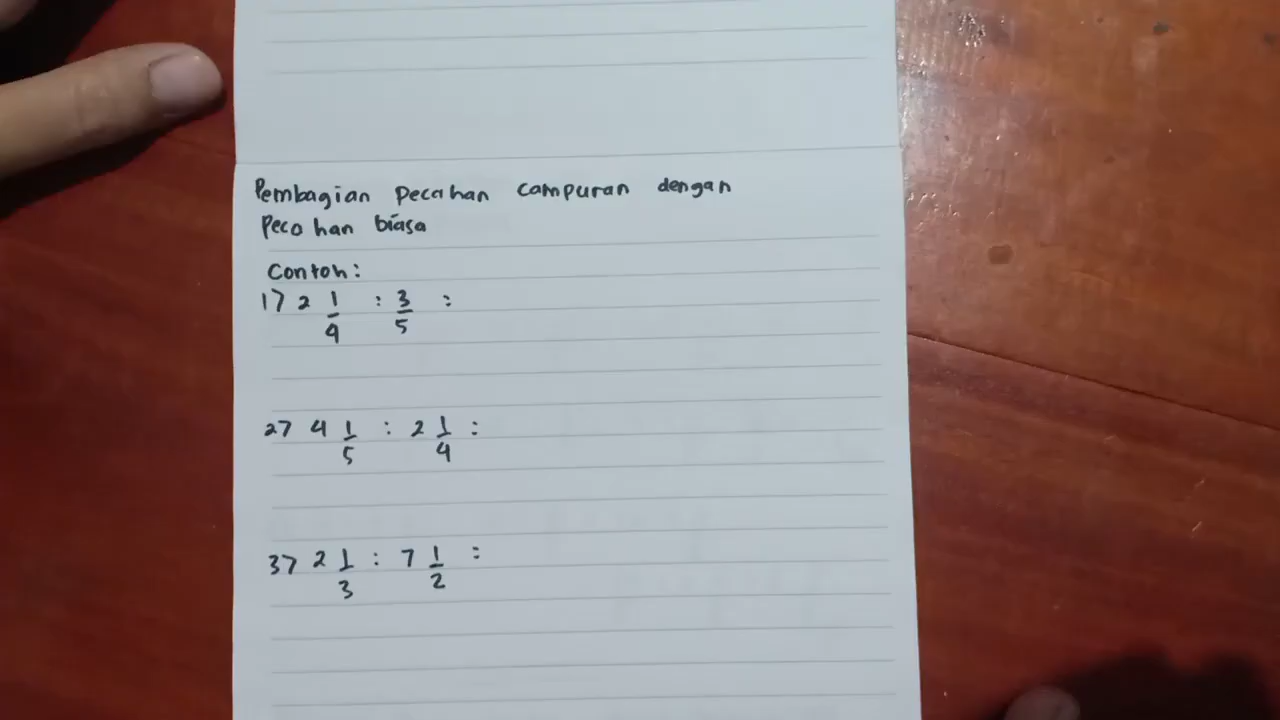 Pembagian pecahan campuran dengan
Pecahan biasa
Contoh:
1> 2 1/4 : 3/5 :
2> 4 1/5 : 2 1/4 :
3> 2 1/3 : 7 1/2 :